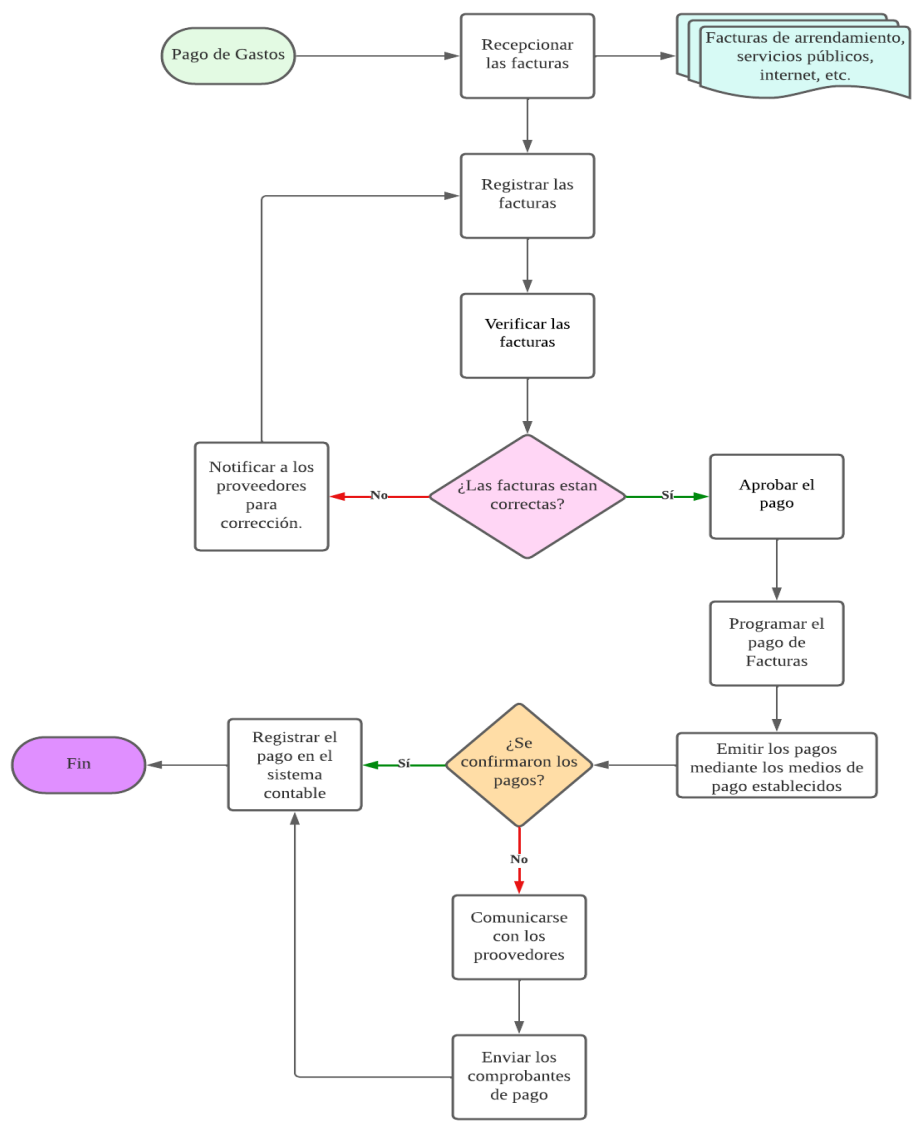 Pago de Gastos
Recepcionar
las facturas
Facturas de arrendamiento,
servicios públicos,
internet, etc.
Registrar las
facturas
Verificar las
facturas
¿Las facturas estan
correctas?
No
Notificar a los
proveedores
para
corrección.
Sí
Aprobar el
pago
Programar el
pago de
Facturas
Emitir los pagos
mediante los medios de
pago establecidos
¿Se
confirmaron los
pagos?
Sí
Registrar el
pago en el
sistema
contable
Fin
No
Comunicarse
con los
proovedores
Enviar los
comprobantes
de pago